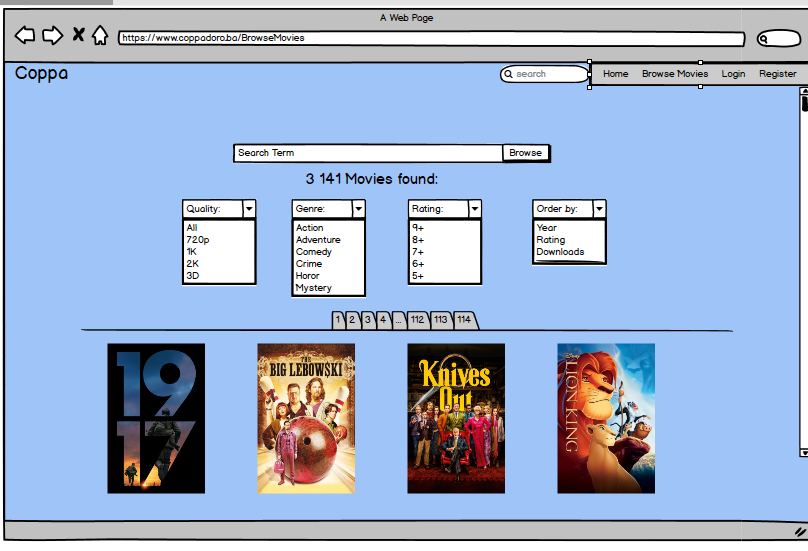 A Web Page
https://www.coppadoro.ba/BrowseMovies
Coppa
search
Home Browse Movies Login Register
Search Term Browse
3 141 Movies found:
Quality:
All
720p
1K
2K
3D
Genre:
Action
Adventure
Comedy
Crime
Horor
Mystery
Rating:
9+
8+
7+
6+
5+
Order by:
Year
Rating
Downloads
1 2 3 4 ... 112 113 114
19
17
THE
BIG LEBOWSKI
Knives
Out
Disney
LION KING